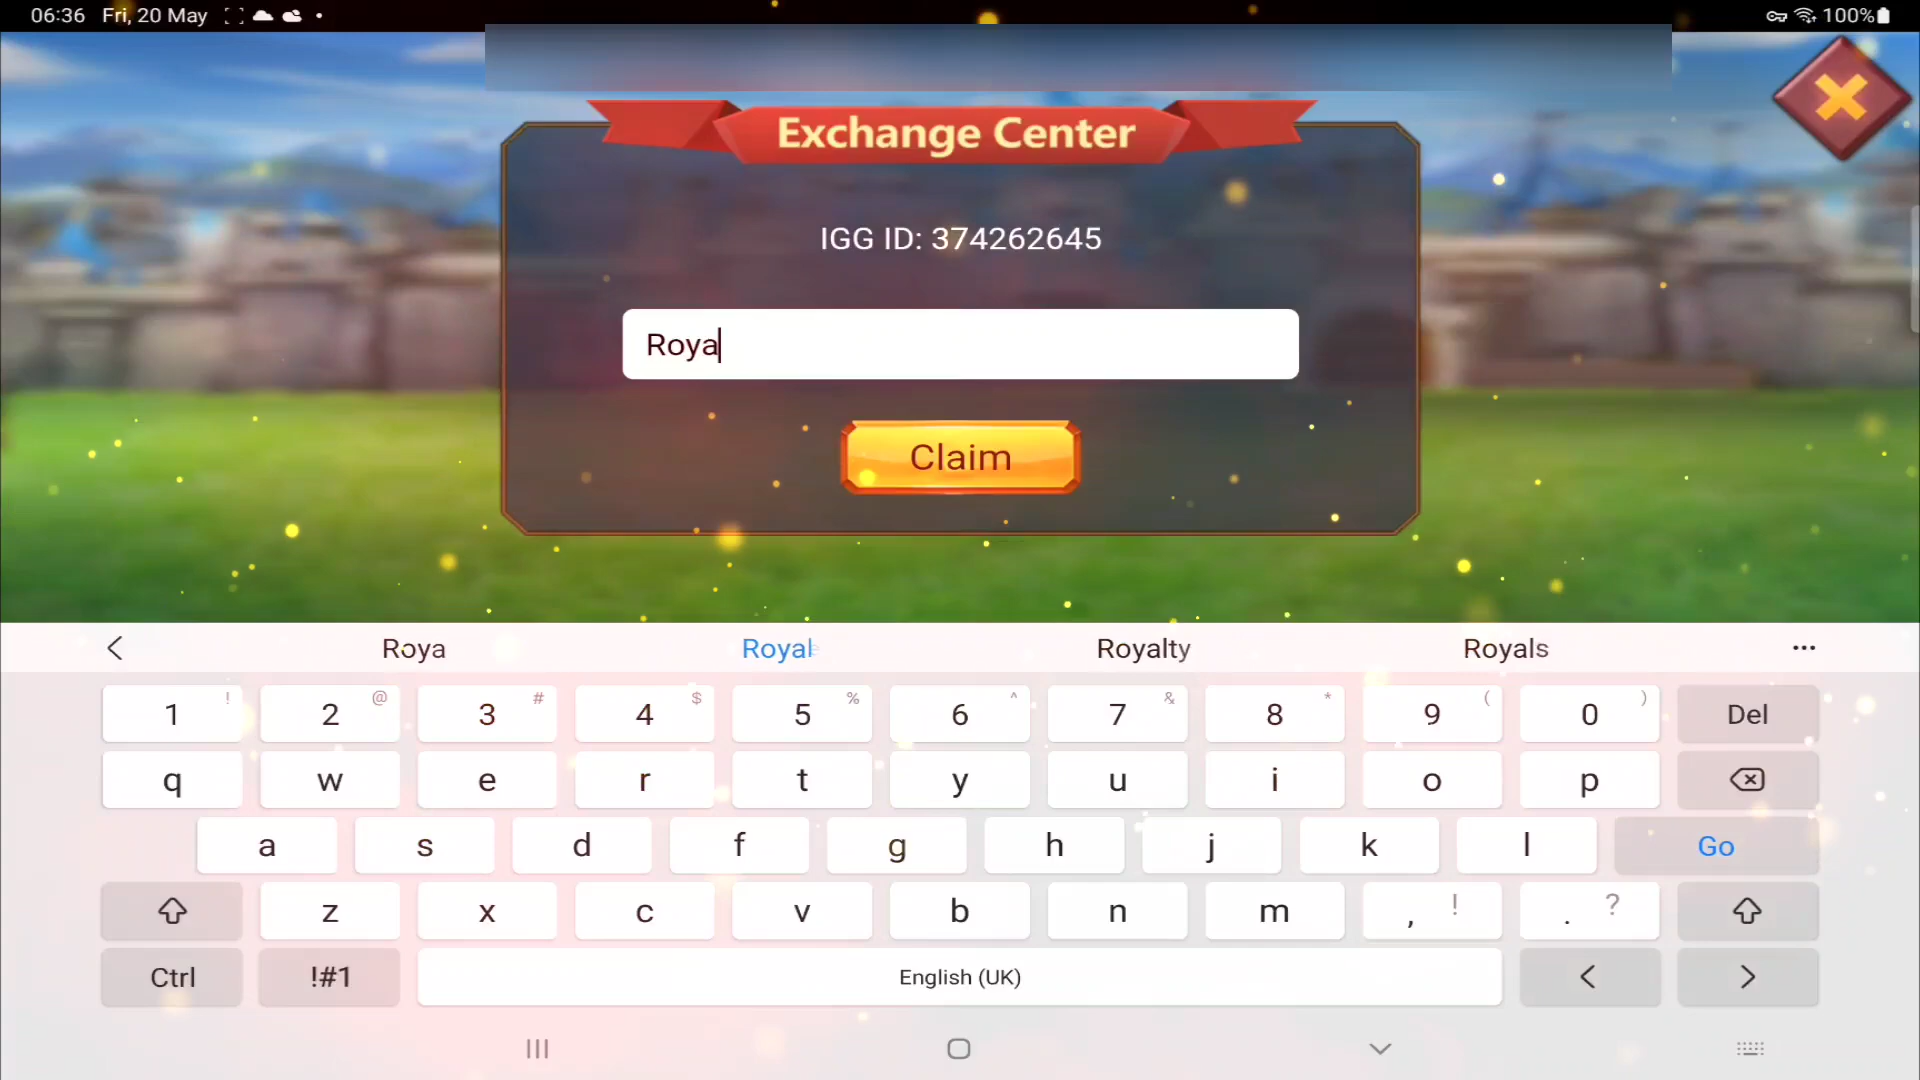 06:36 Fri, 20 May
100%
Exchange Center
IGG ID: 374262645
Roya
Claim
Roya Royal Royalty Royals ...
1 ! 2 @ 3 # 4 $ 5 % 6 ^ 7 & 8 * 9 ( 0 ) Del
q w e r t y u i o p
a s d f g h j k l Go
z x c v b n m , ! . ?
Ctrl !#1 English (UK) < >